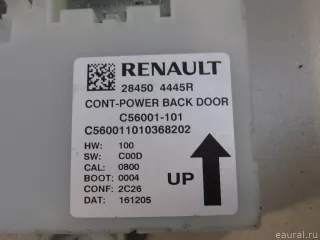 RENAULT
28450 4445R
CONT-POWER BACK DOOR
C56001-101
C560011010368202
HW: 100
SW: C00D
CAL: 0800
BOOT: 0004
CONF: 2C26
DAT: 161205
UP
© eaural.ru